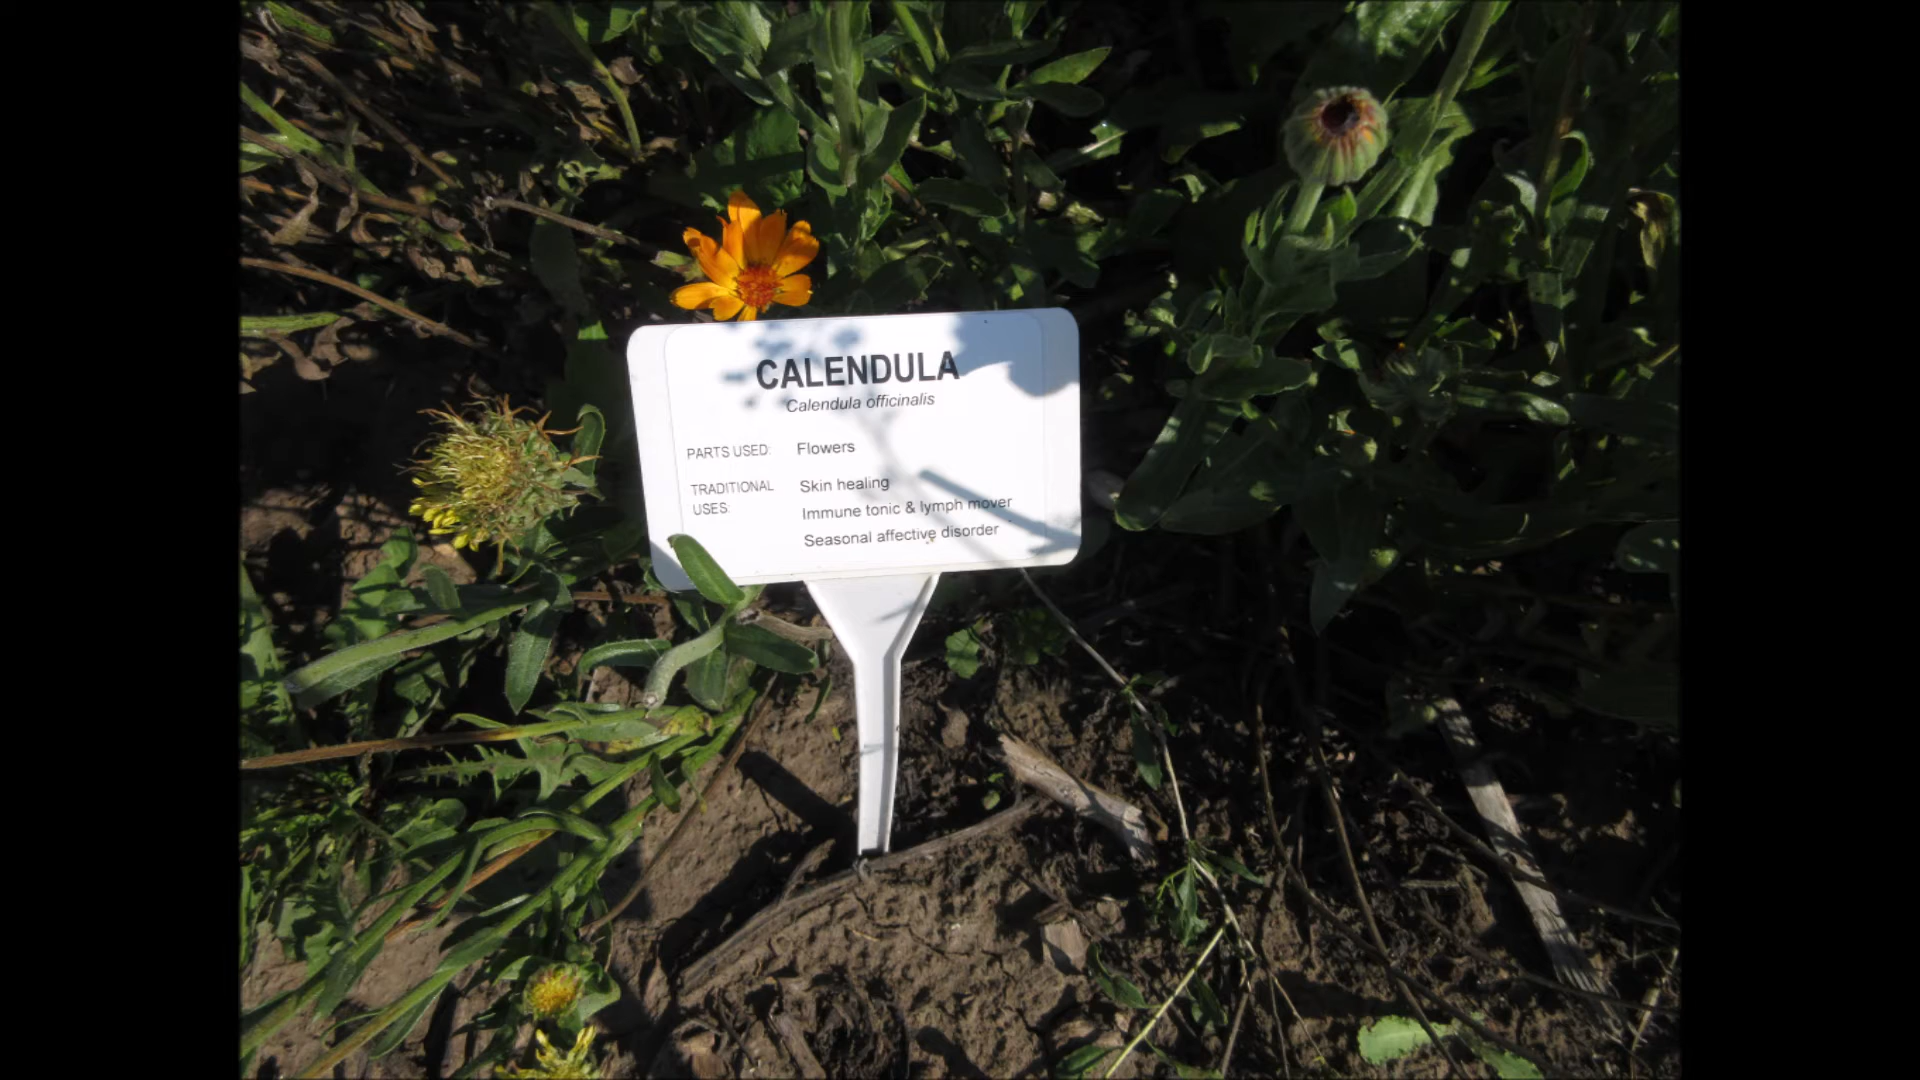 CALENDULA
Calendula officinalis
PARTS USED: Flowers
TRADITIONAL USES: Skin healing
Immune tonic & lymph mover
Seasonal affective disorder